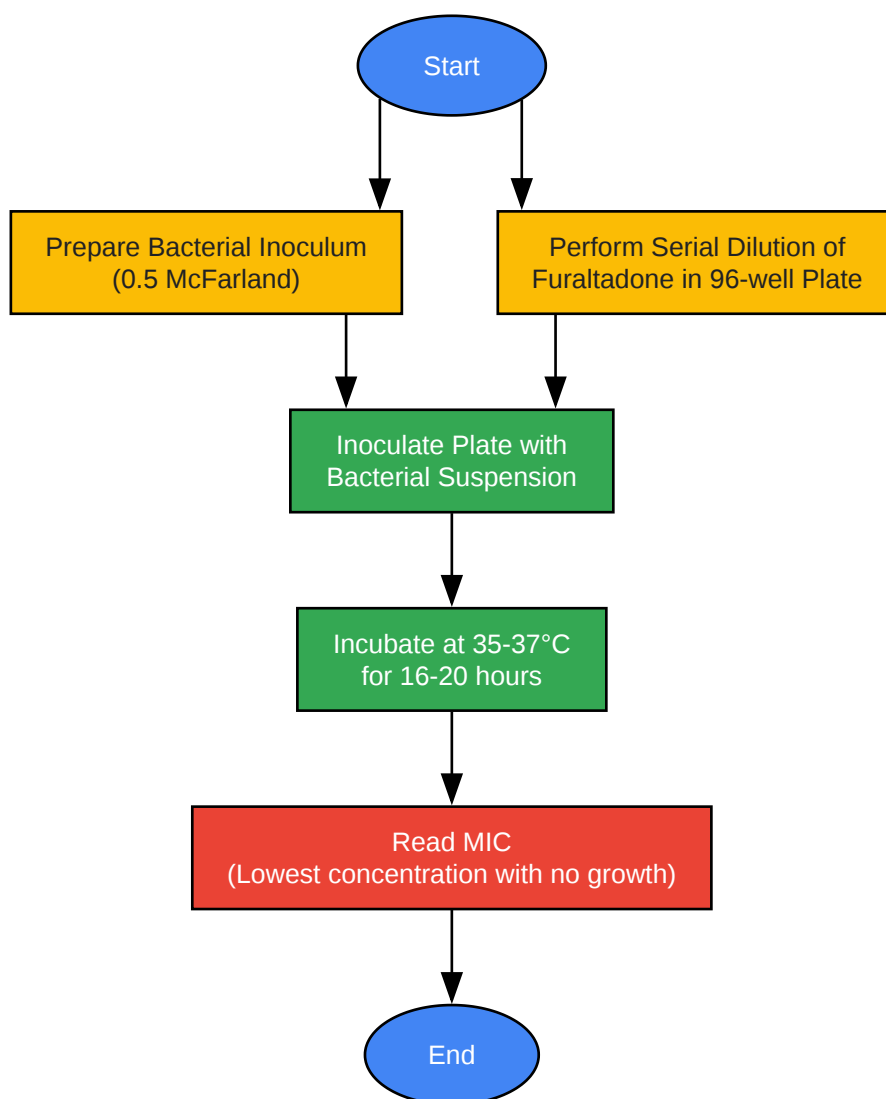 Start
Prepare Bacterial Inoculum
(0.5 McFarland)
Perform Serial Dilution of
Furaltadone in 96-well Plate
Inoculate Plate with
Bacterial Suspension
Incubate at 35-37°C
for 16-20 hours
Read MIC
(Lowest concentration with no growth)
End